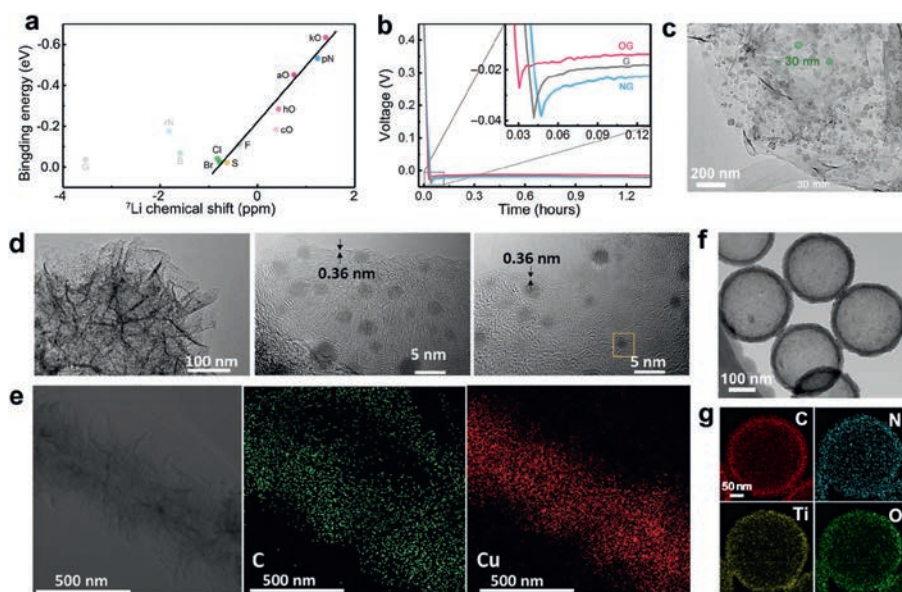 a
-0.6
-0.4
-0.2
0.0
Bingding energy (eV)
kO
pN
aO
hO
cO
F
Cl
Br
S
G
-4
-2
0
2
⁷Li chemical shift (ppm)
b
0.4
0.3
0.2
0.1
0.0
Voltage (V)
OG
G
NG
-0.02
-0.04
0.03
0.06
0.09
0.12
0.0
0.3
0.6
0.9
1.2
Time (hours)
c
~ 30 nm
200 nm
30 min
d
100 nm
0.36 nm
5 nm
0.36 nm
5 nm
e
500 nm
C
500 nm
Cu
500 nm
f
100 nm
g
C
50 nm
N
Ti
O